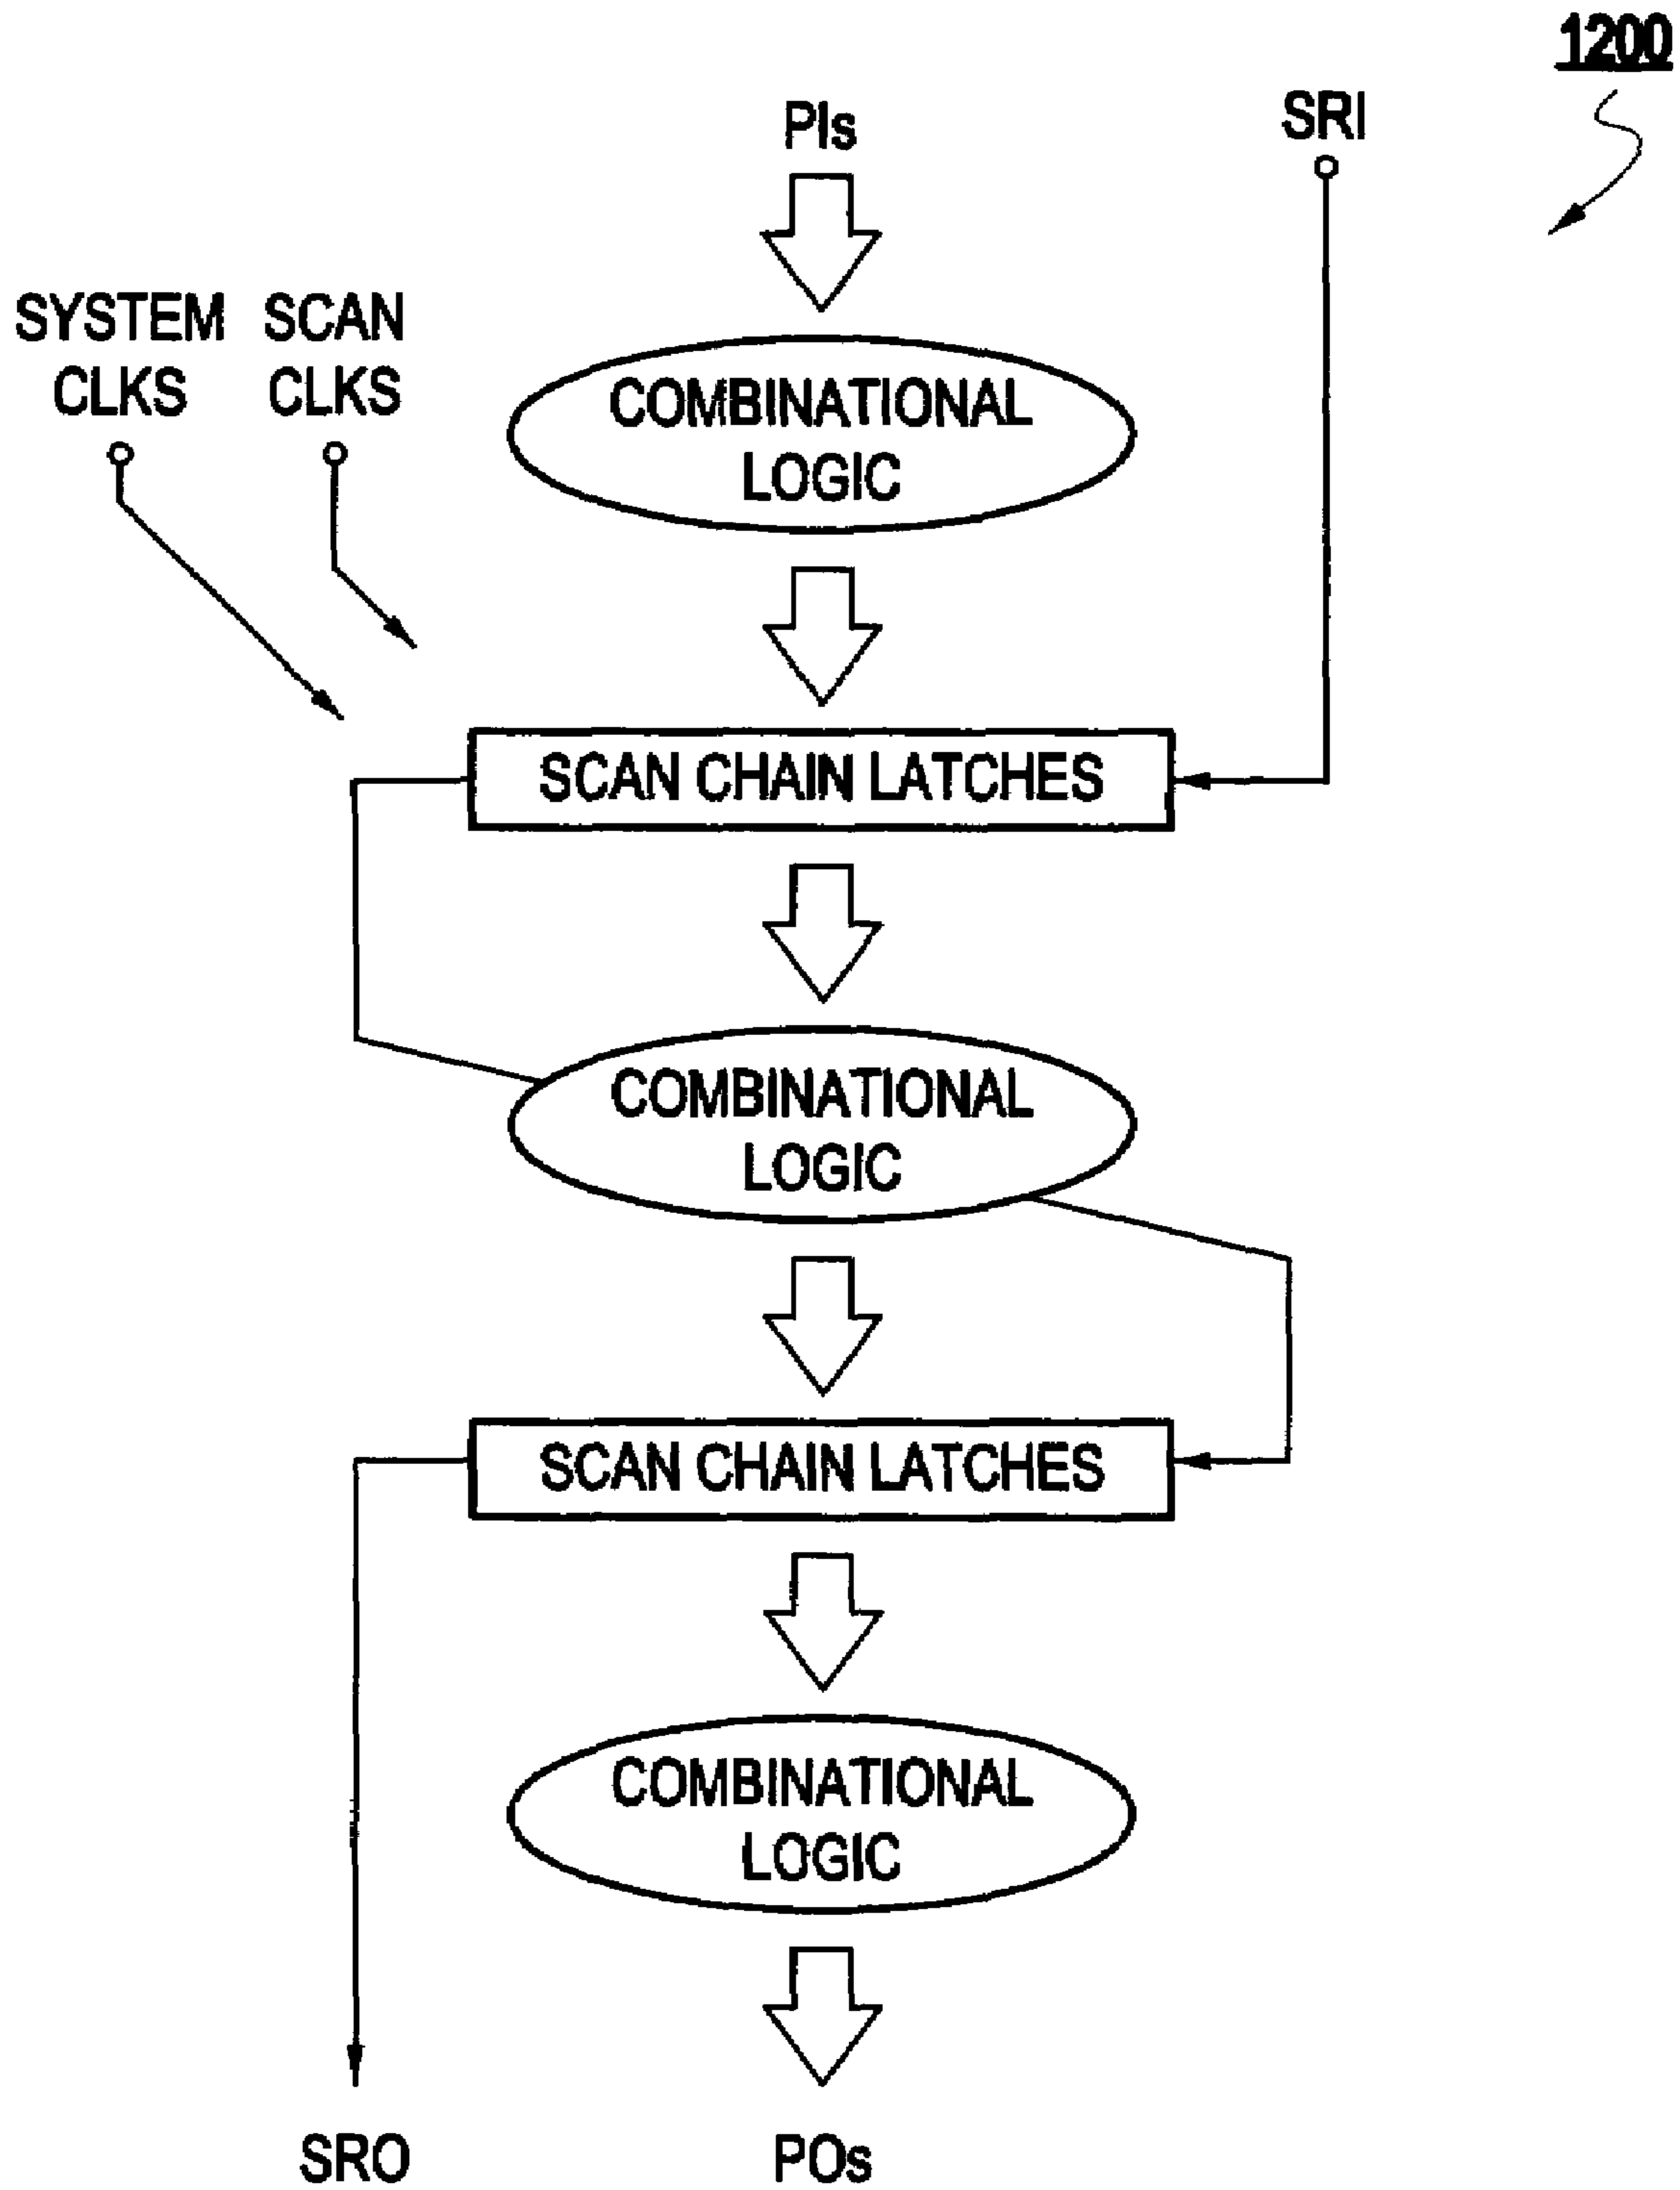 1200
PIs
SRI
SYSTEM
CLKS
SCAN
CLKS
COMBINATIONAL
LOGIC
SCAN CHAIN LATCHES
COMBINATIONAL
LOGIC
SCAN CHAIN LATCHES
COMBINATIONAL
LOGIC
SRO
POs